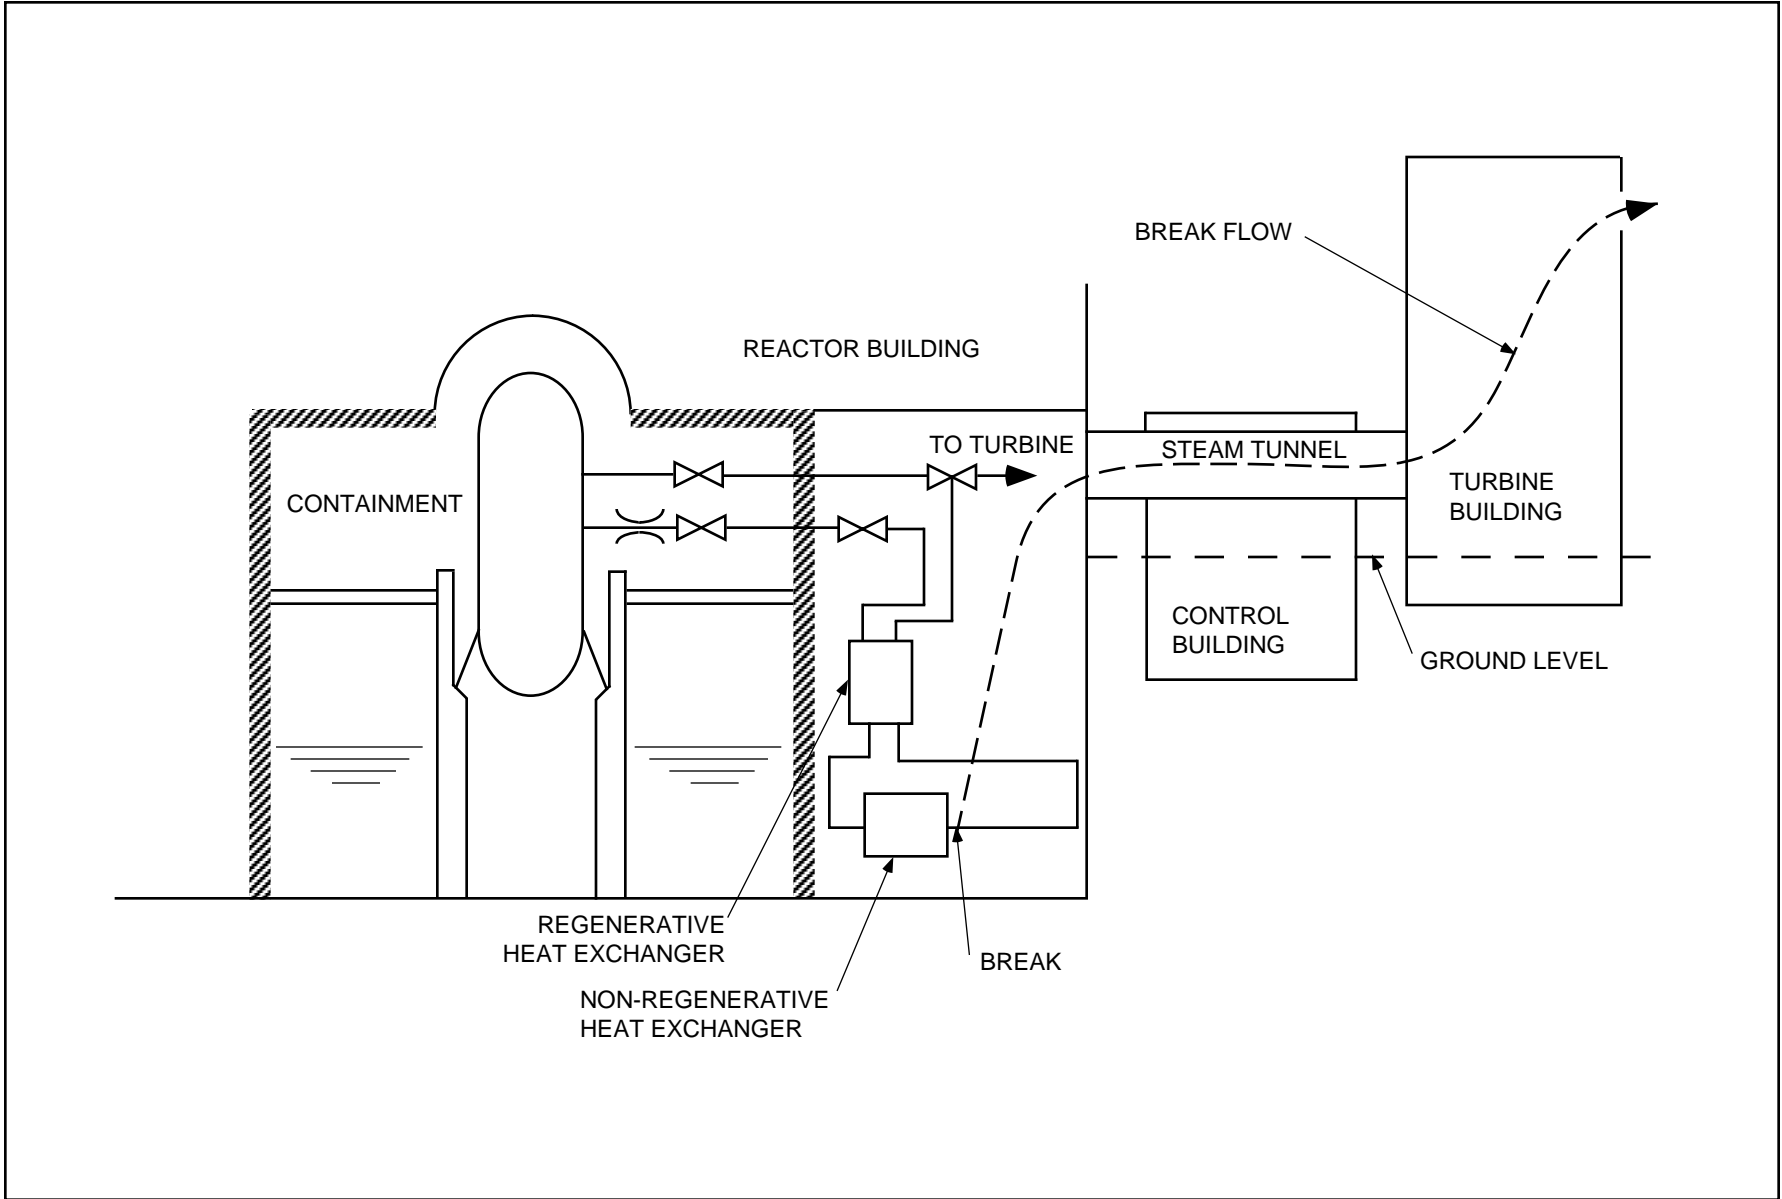 BREAK FLOW
REACTOR BUILDING
TO TURBINE
STEAM TUNNEL
CONTAINMENT
TURBINE
BUILDING
CONTROL
BUILDING
GROUND LEVEL
REGENERATIVE
HEAT EXCHANGER
BREAK
NON-REGENERATIVE
HEAT EXCHANGER